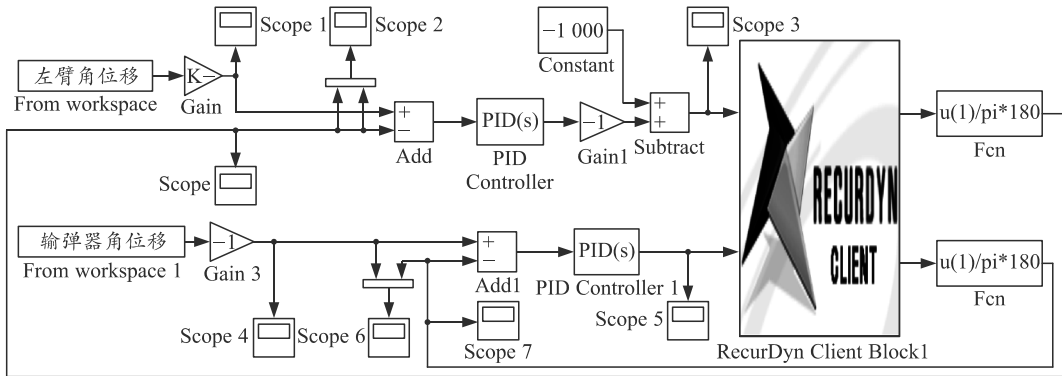 Scope 1
Scope 2
−1 000
Constant
Scope 3
左臂角位移
From workspace
K−
Gain
+
−
Add
PID(s)
PID
Controller
−1
Gain1
+
+
Subtract
u(1)/pi*180
Fcn
Scope
RECURDYN
CLIENT
输弹器角位移
From workspace 1
−1
Gain 3
+
−
Add1
PID(s)
PID Controller 1
u(1)/pi*180
Fcn
Scope 4
Scope 6
Scope 7
Scope 5
RecurDyn Client Block1